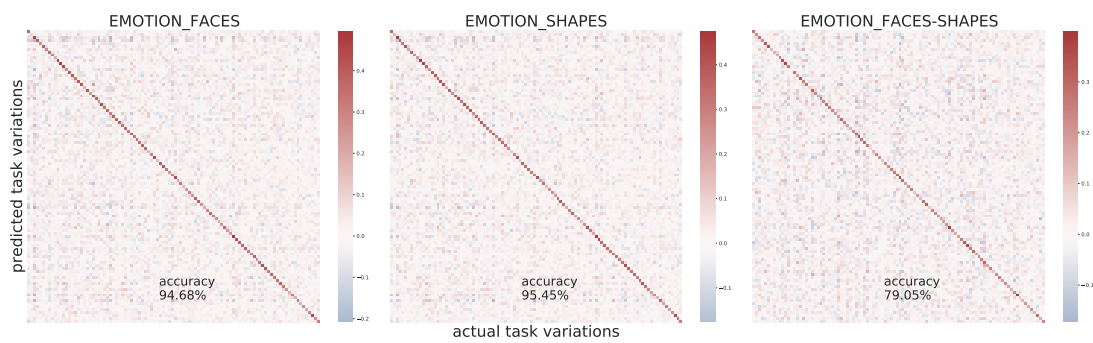 EMOTION_FACES
EMOTION_SHAPES
EMOTION_FACES-SHAPES
predicted task variations
0.4
0.3
0.2
0.1
0.0
−0.1
−0.2
accuracy
94.68%
0.4
0.3
0.2
0.1
0.0
−0.1
accuracy
95.45%
0.3
0.2
0.1
0.0
−0.1
accuracy
79.05%
actual task variations